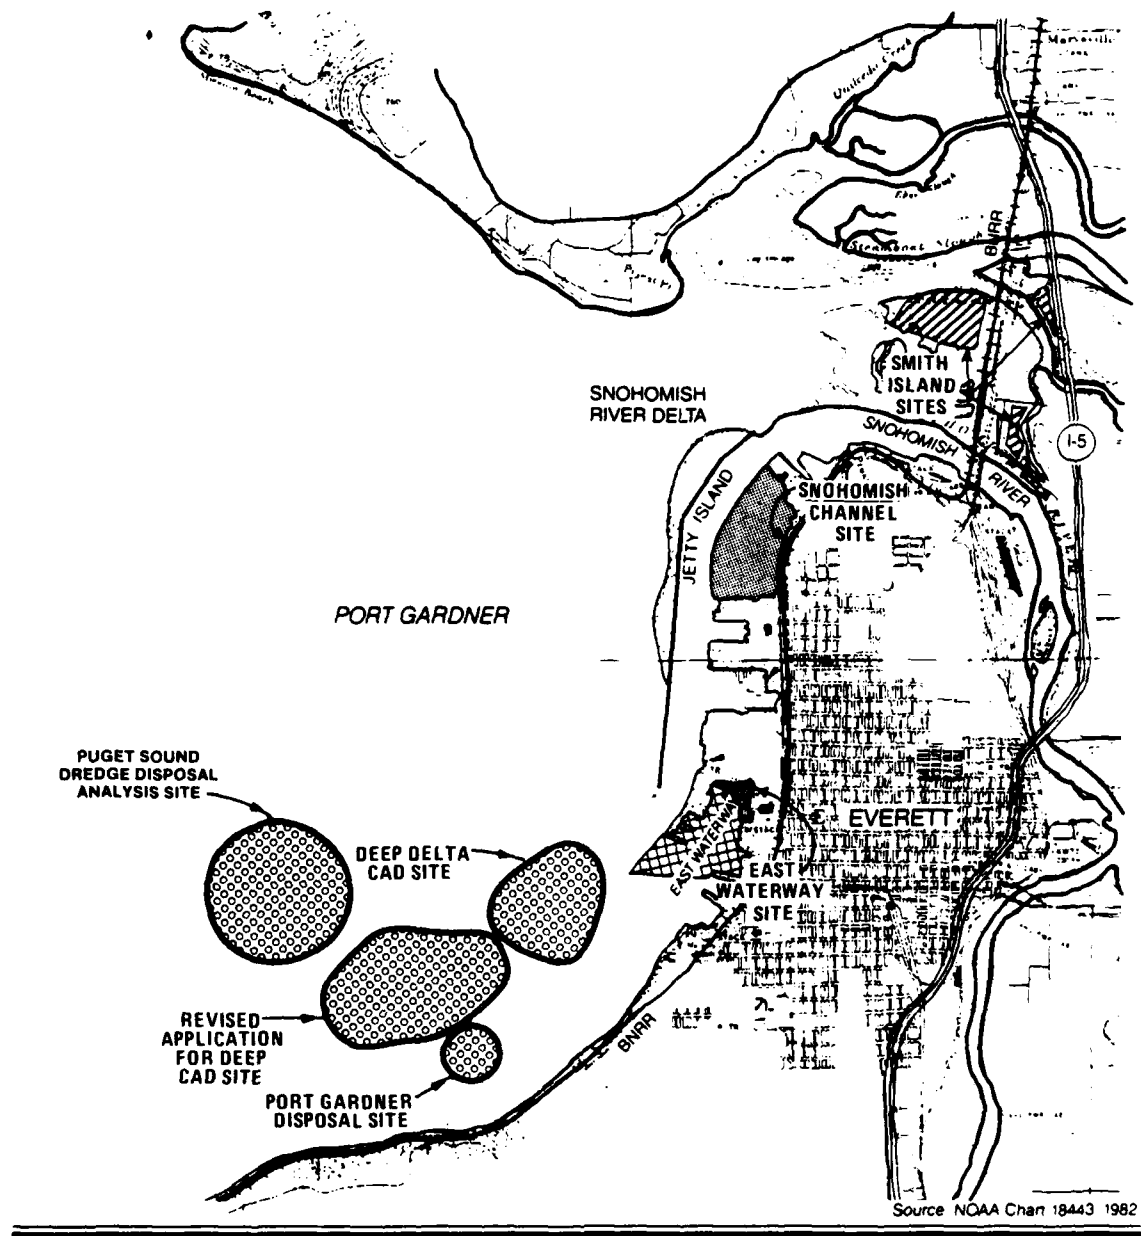 BNRR
SMITH
ISLAND
SITES
SNOHOMISH
RIVER DELTA
I-5
SNOHOMISH
RIVER
JETTY ISLAND
SNOHOMISH
CHANNEL
SITE
PORT GARDNER
PUGET SOUND
DREDGE DISPOSAL
ANALYSIS SITE
DEEP DELTA
CAD SITE
EVERETT
EAST WATERWAY
EAST
WATERWAY
SITE
REVISED
APPLICATION
FOR DEEP
CAD SITE
BNRR
PORT GARDNER
DISPOSAL SITE
Source NOAA Chart 18443 1982